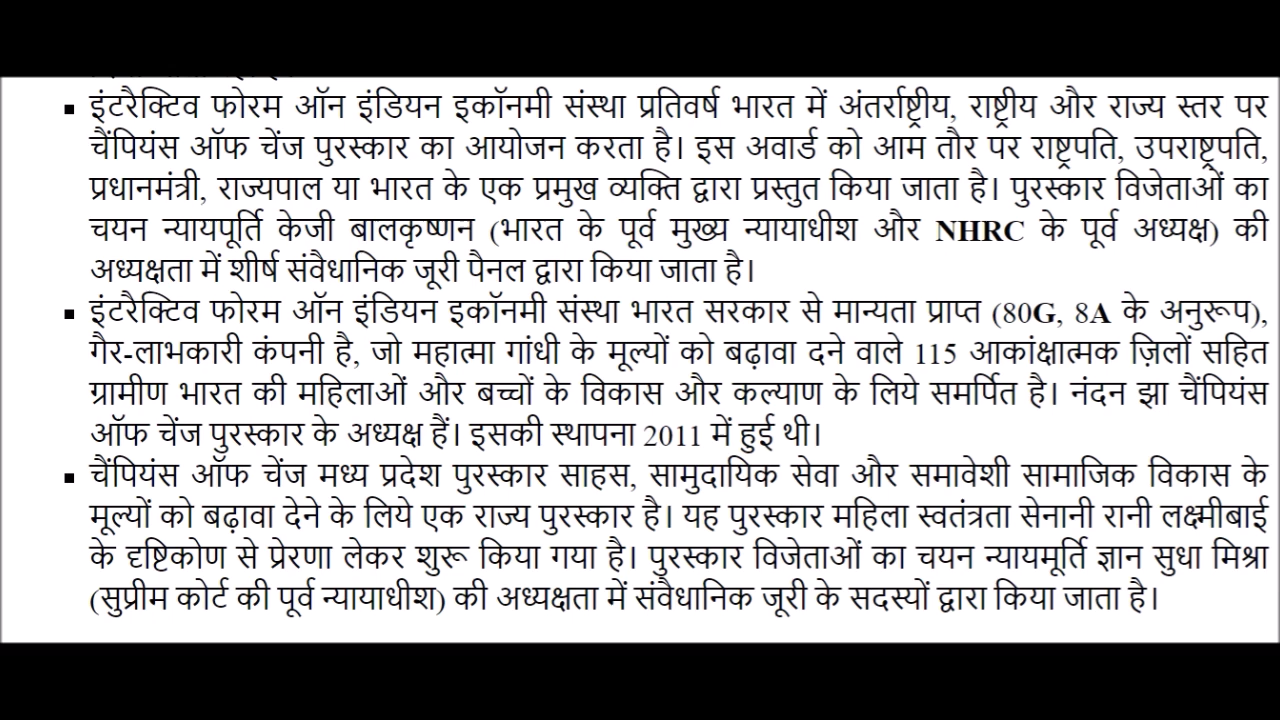 इंटरैक्टिव फोरम ऑन इंडियन इकॉनमी संस्था प्रतिवर्ष भारत में अंतर्राष्ट्रीय, राष्ट्रीय और राज्य स्तर पर
चैंपियंस ऑफ चेंज पुरस्कार का आयोजन करता है। इस अवार्ड को आम तौर पर राष्ट्रपति, उपराष्ट्रपति,
प्रधानमंत्री, राज्यपाल या भारत के एक प्रमुख व्यक्ति द्वारा प्रस्तुत किया जाता है। पुरस्कार विजेताओं का
चयन न्यायपूर्ति केजी बालकृष्णन (भारत के पूर्व मुख्य न्यायाधीश और NHRC के पूर्व अध्यक्ष) की
अध्यक्षता में शीर्ष संवैधानिक जूरी पैनल द्वारा किया जाता है।
इंटरैक्टिव फोरम ऑन इंडियन इकॉनमी संस्था भारत सरकार से मान्यता प्राप्त (80G, 8A के अनुरूप),
गैर-लाभकारी कंपनी है, जो महात्मा गांधी के मूल्यों को बढ़ावा दने वाले 115 आकांक्षात्मक ज़िलों सहित
ग्रामीण भारत की महिलाओं और बच्चों के विकास और कल्याण के लिये समर्पित है। नंदन झा चैंपियंस
ऑफ चेंज पुरस्कार के अध्यक्ष हैं। इसकी स्थापना 2011 में हुई थी।
चैंपियंस ऑफ चेंज मध्य प्रदेश पुरस्कार साहस, सामुदायिक सेवा और समावेशी सामाजिक विकास के
मूल्यों को बढ़ावा देने के लिये एक राज्य पुरस्कार है। यह पुरस्कार महिला स्वतंत्रता सेनानी रानी लक्ष्मीबाई
के दृष्टिकोण से प्रेरणा लेकर शुरू किया गया है। पुरस्कार विजेताओं का चयन न्यायमूर्ति ज्ञान सुधा मिश्रा
(सुप्रीम कोर्ट की पूर्व न्यायाधीश) की अध्यक्षता में संवैधानिक जूरी के सदस्यों द्वारा किया जाता है।